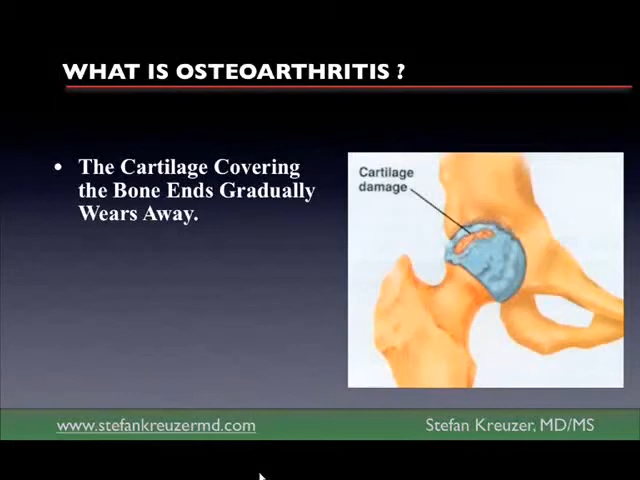 WHAT IS OSTEOARTHRITIS ?
• The Cartilage Covering
the Bone Ends Gradually
Wears Away.
Cartilage
damage
www.stefankreuzermd.com
Stefan Kreuzer, MD/MS